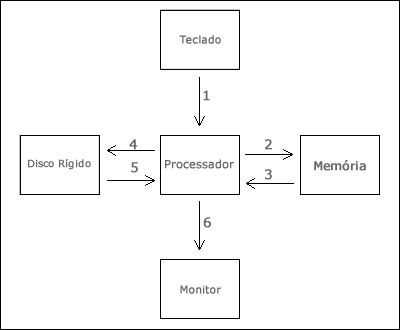 Teclado
1
4
2
Disco Rígido
Processador
Memória
5
3
6
Monitor